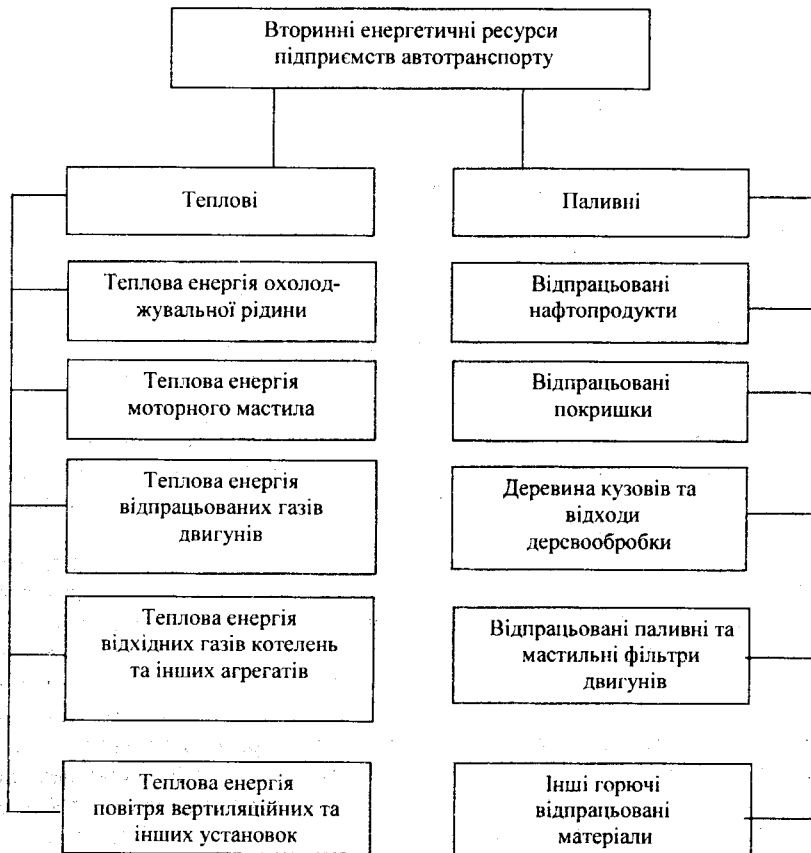 Вторинні енергетичні ресурси
підприємств автотранспорту
Теплові
Теплова енергія охолод-
жувальної рідини
Теплова енергія
моторного мастила
Теплова енергія
відпрацьованих газів
двигунів
Теплова енергія
відхідних газів котелень
та інших агрегатів
Теплова енергія
повітря вертиляційних та
інших установок
Паливні
Відпрацьовані
нафтопродукти
Відпрацьовані
покришки
Деревина кузовів та
відходи
деревообробки
Відпрацьовані паливні та
мастильні фільтри
двигунів
Інші горючі
відпрацьовані
матеріали